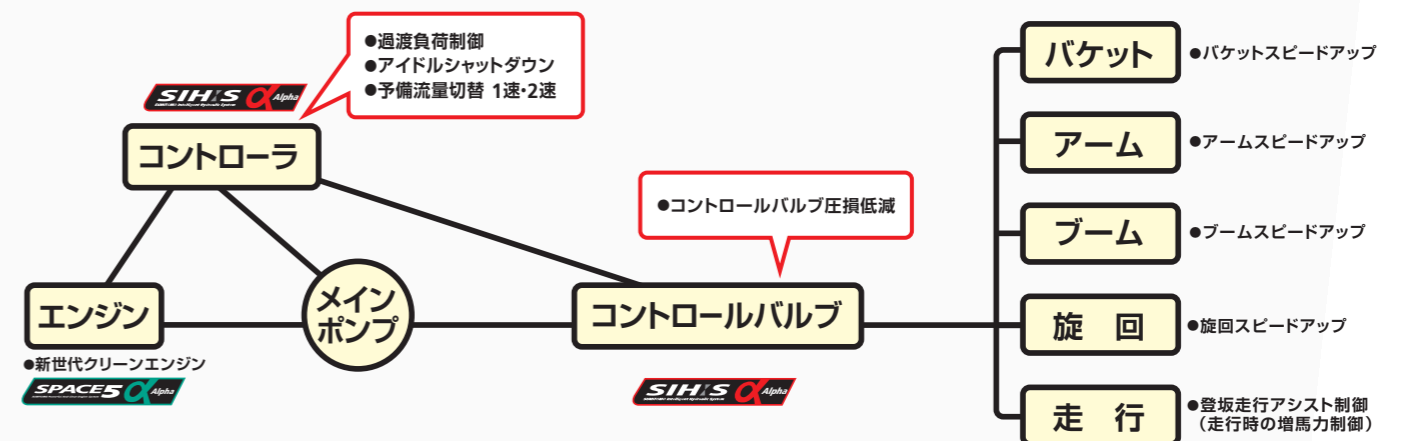 ●過渡負荷制御
●アイドルシャットダウン
●予備流量切替 1速・2速
SIH:S α Alpha
コントローラ
●コントロールバルブ圧損低減
エンジン
メイン
ポンプ
コントロールバルブ
●新世代クリーンエンジン
SPACE5 α Alpha
SIH:S α Alpha
バケット
●バケットスピードアップ
アーム
●アームスピードアップ
ブーム
●ブームスピードアップ
旋 回
●旋回スピードアップ
走 行
●登坂走行アシスト制御
（走行時の増馬力制御）